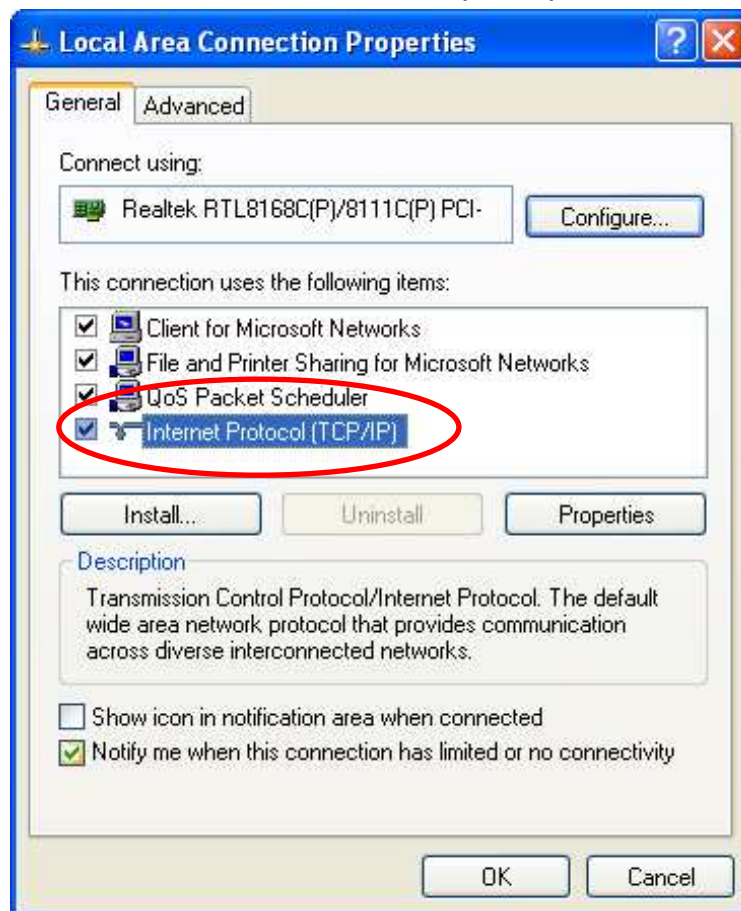 Local Area Connection Properties
General Advanced
Connect using:
Realtek RTL8168C(P)/8111C(P) PCI-
Configure...
This connection uses the following items:
Client for Microsoft Networks
File and Printer Sharing for Microsoft Networks
QoS Packet Scheduler
Internet Protocol (TCP/IP)
Install... Uninstall Properties
Description
Transmission Control Protocol/Internet Protocol. The default
wide area network protocol that provides communication
across diverse interconnected networks.
Show icon in notification area when connected
Notify me when this connection has limited or no connectivity
OK Cancel